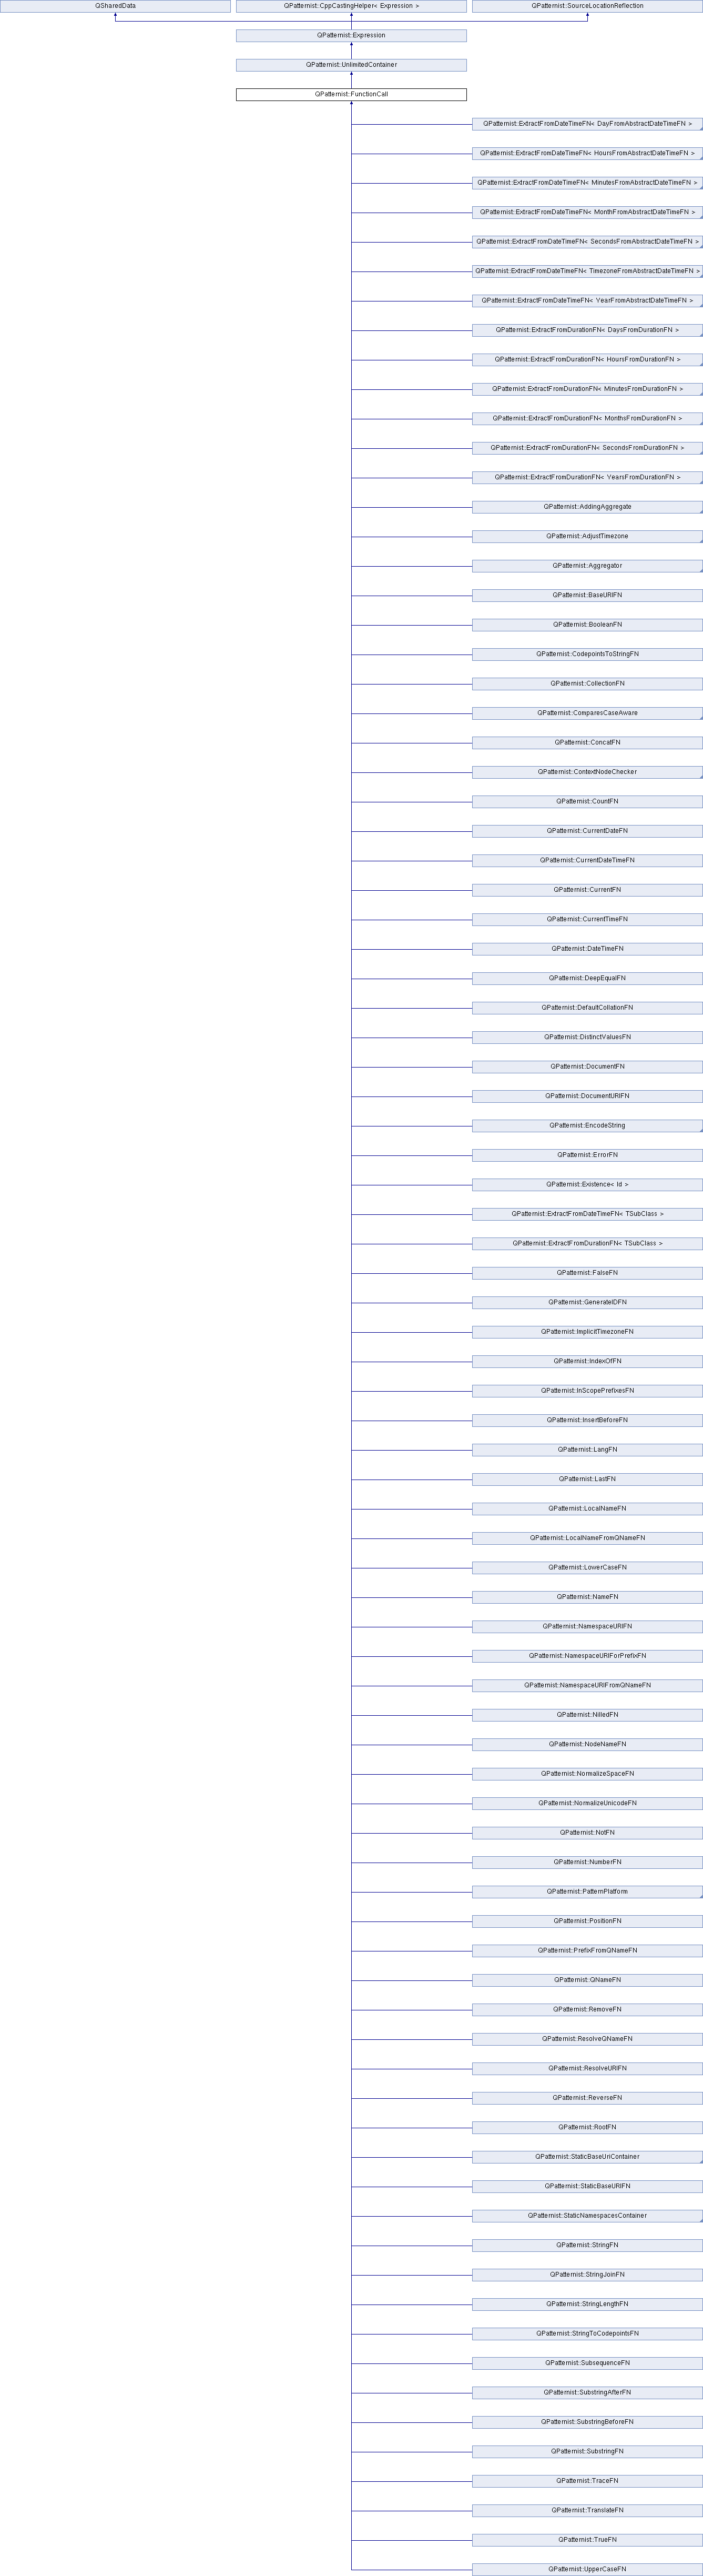 QSharedData
QPatternist::CppCastingHelper< Expression >
QPatternist::SourceLocationReflection
QPatternist::Expression
QPatternist::UnlimitedContainer
QPatternist::FunctionCall
QPatternist::ExtractFromDateTimeFN< DayFromAbstractDateTimeFN >
QPatternist::ExtractFromDateTimeFN< HoursFromAbstractDateTimeFN >
QPatternist::ExtractFromDateTimeFN< MinutesFromAbstractDateTimeFN >
QPatternist::ExtractFromDateTimeFN< MonthFromAbstractDateTimeFN >
QPatternist::ExtractFromDateTimeFN< SecondsFromAbstractDateTimeFN >
QPatternist::ExtractFromDateTimeFN< TimezoneFromAbstractDateTimeFN >
QPatternist::ExtractFromDateTimeFN< YearFromAbstractDateTimeFN >
QPatternist::ExtractFromDurationFN< DaysFromDurationFN >
QPatternist::ExtractFromDurationFN< HoursFromDurationFN >
QPatternist::ExtractFromDurationFN< MinutesFromDurationFN >
QPatternist::ExtractFromDurationFN< MonthsFromDurationFN >
QPatternist::ExtractFromDurationFN< SecondsFromDurationFN >
QPatternist::ExtractFromDurationFN< YearsFromDurationFN >
QPatternist::AddingAggregate
QPatternist::AdjustTimezone
QPatternist::Aggregator
QPatternist::BaseURIFN
QPatternist::BooleanFN
QPatternist::CodepointsToStringFN
QPatternist::CollectionFN
QPatternist::ComparesCaseAware
QPatternist::ConcatFN
QPatternist::ContextNodeChecker
QPatternist::CountFN
QPatternist::CurrentDateFN
QPatternist::CurrentDateTimeFN
QPatternist::CurrentFN
QPatternist::CurrentTimeFN
QPatternist::DateTimeFN
QPatternist::DeepEqualFN
QPatternist::DefaultCollationFN
QPatternist::DistinctValuesFN
QPatternist::DocumentFN
QPatternist::DocumentURIFN
QPatternist::EncodeString
QPatternist::ErrorFN
QPatternist::Existence< Id >
QPatternist::ExtractFromDateTimeFN< TSubClass >
QPatternist::ExtractFromDurationFN< TSubClass >
QPatternist::FalseFN
QPatternist::GenerateIDFN
QPatternist::ImplicitTimezoneFN
QPatternist::IndexOfFN
QPatternist::InScopePrefixesFN
QPatternist::InsertBeforeFN
QPatternist::LangFN
QPatternist::LastFN
QPatternist::LocalNameFN
QPatternist::LocalNameFromQNameFN
QPatternist::LowerCaseFN
QPatternist::NameFN
QPatternist::NamespaceURIFN
QPatternist::NamespaceURIForPrefixFN
QPatternist::NamespaceURIFromQNameFN
QPatternist::NilledFN
QPatternist::NodeNameFN
QPatternist::NormalizeSpaceFN
QPatternist::NormalizeUnicodeFN
QPatternist::NotFN
QPatternist::NumberFN
QPatternist::PatternPlatform
QPatternist::PositionFN
QPatternist::PrefixFromQNameFN
QPatternist::QNameFN
QPatternist::RemoveFN
QPatternist::ResolveQNameFN
QPatternist::ResolveURIFN
QPatternist::ReverseFN
QPatternist::RootFN
QPatternist::StaticBaseUriContainer
QPatternist::StaticBaseURIFN
QPatternist::StaticNamespacesContainer
QPatternist::StringFN
QPatternist::StringJoinFN
QPatternist::StringLengthFN
QPatternist::StringToCodepointsFN
QPatternist::SubsequenceFN
QPatternist::SubstringAfterFN
QPatternist::SubstringBeforeFN
QPatternist::SubstringFN
QPatternist::TraceFN
QPatternist::TranslateFN
QPatternist::TrueFN
QPatternist::UpperCaseFN